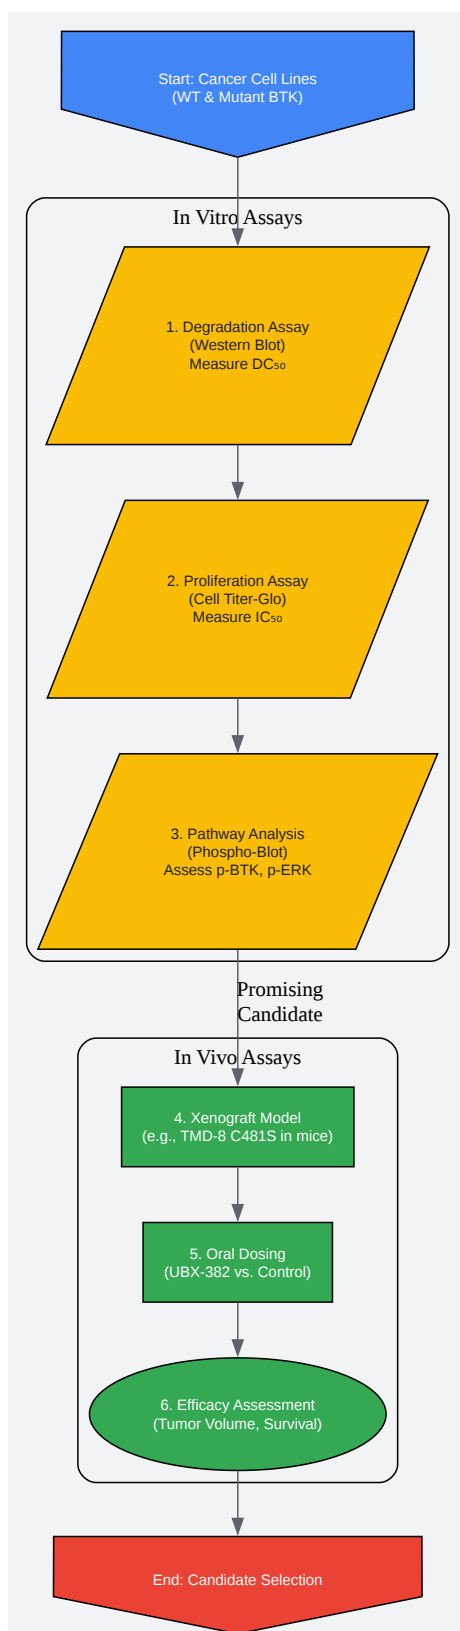 Start: Cancer Cell Lines
(WT & Mutant BTK)
In Vitro Assays
1. Degradation Assay
(Western Blot)
Measure DC₅₀
2. Proliferation Assay
(Cell Titer-Glo)
Measure IC₅₀
3. Pathway Analysis
(Phospho-Blot)
Assess p-BTK, p-ERK
Promising
Candidate
In Vivo Assays
4. Xenograft Model
(e.g., TMD-8 C481S in mice)
5. Oral Dosing
(UBX-382 vs. Control)
6. Efficacy Assessment
(Tumor Volume, Survival)
End: Candidate Selection